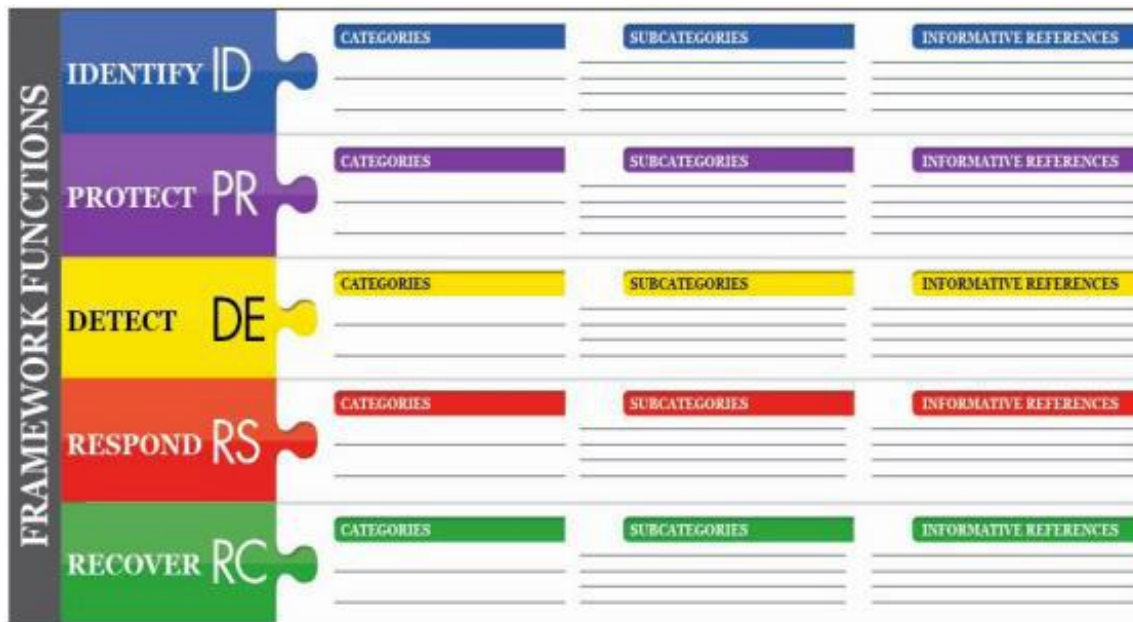 FRAMEWORK FUNCTIONS
IDENTIFY ID
CATEGORIES SUBCATEGORIES INFORMATIVE REFERENCES
PROTECT PR
CATEGORIES SUBCATEGORIES INFORMATIVE REFERENCES
DETECT DE
CATEGORIES SUBCATEGORIES INFORMATIVE REFERENCES
RESPOND RS
CATEGORIES SUBCATEGORIES INFORMATIVE REFERENCES
RECOVER RC
CATEGORIES SUBCATEGORIES INFORMATIVE REFERENCES